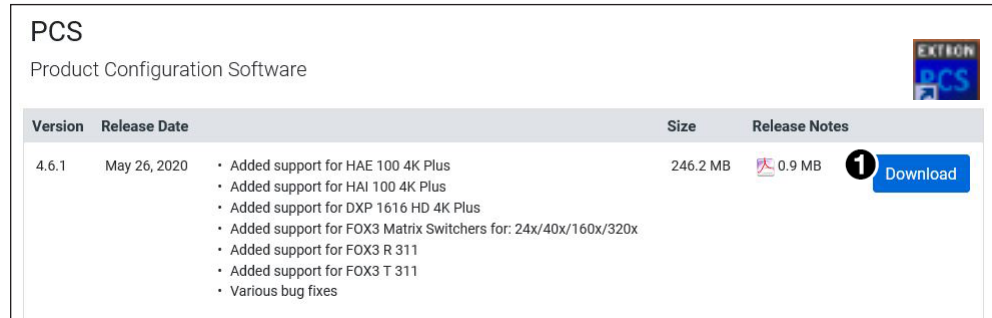 PCS
Product Configuration Software
EXTRON
PCS
Version Release Date Size Release Notes
4.6.1 May 26, 2020 • Added support for HAE 100 4K Plus 246.2 MB 0.9 MB 1 Download
• Added support for HAI 100 4K Plus
• Added support for DXP 1616 HD 4K Plus
• Added support for FOX3 Matrix Switchers for: 24x/40x/160x/320x
• Added support for FOX3 R 311
• Added support for FOX3 T 311
• Various bug fixes